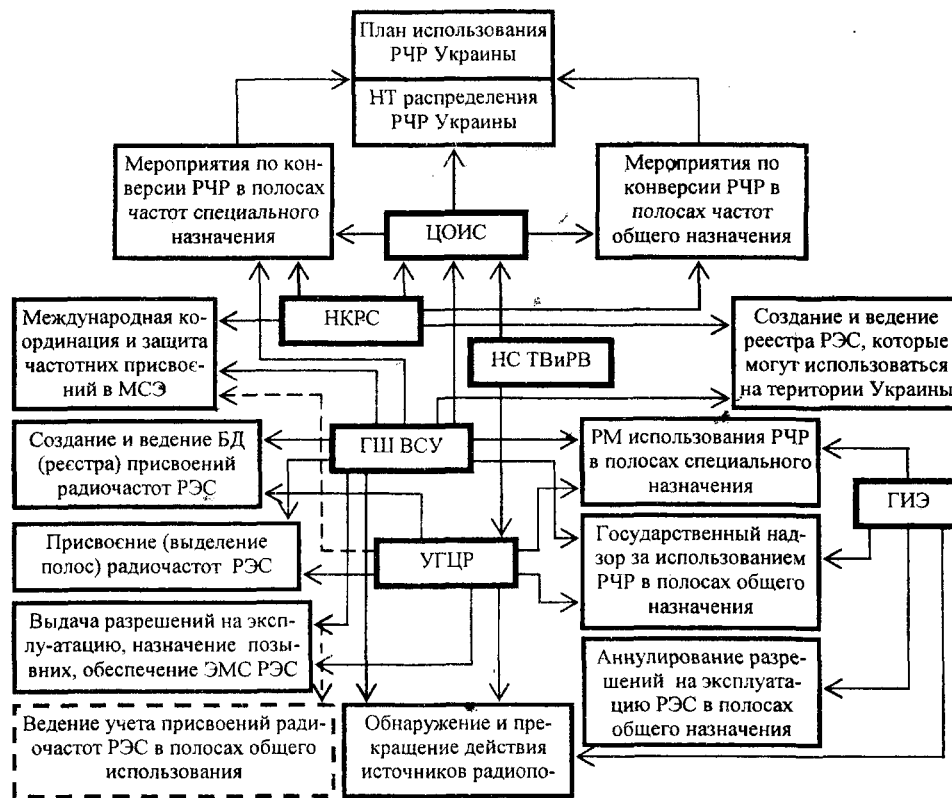 План использования
РЧР Украины
НТ распределения
РЧР Украины
Мероприятия по кон-
версии РЧР в полосах
частот специального
назначения
Мероприятия по
конверсии РЧР в
полосах частот
общего назначения
ЦОИС
НКРС
НС ТВиРВ
Международная ко-
ординация и защита
частотних присвоє-
ний в МСЭ
Создание и ведение
реестра РЭС, которые
могут использоваться
на територии Украины
Создание и ведение БД
(реєстра) присвоений
радиочастот РЭС
ГШ ВСУ
РМ использования РЧР
в полосах специального
назначения
ГИЭ
Присвоєние (выделение
полос) радиочастот РЭС
УГЦР
Государственный над-
зор за использованием
РЧР в полосах общего
назначения
Выдача разрешений на экс-
плу-атацию, назначение позы-
вних, обеспечение ЭМС РЭС
Аннулирование разре-
шений на эксплуата-
цию РЭС в полосах
общего назначения
Ведение учета присвоений ради-
очастот РЭС в полосах общего
использования
Обнаружение и пре-
кращение действия
источников радиопо-